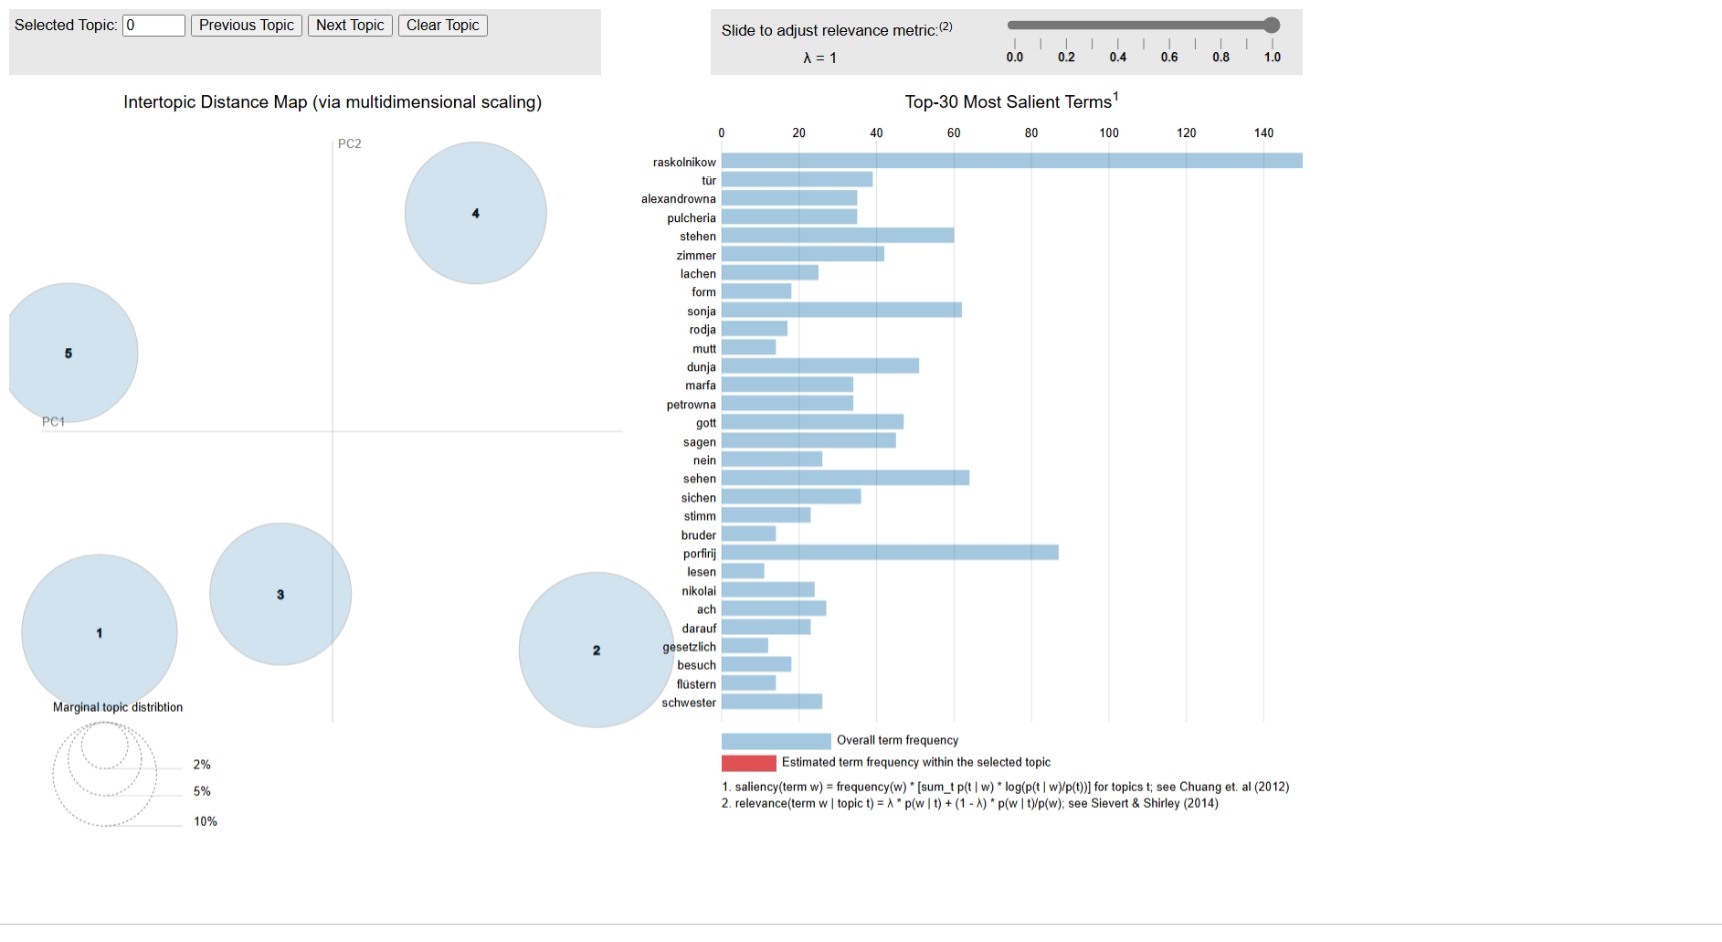 Selected Topic: 0 Previous Topic Next Topic Clear Topic
Slide to adjust relevance metric:(2)
λ = 1
0.0 0.2 0.4 0.6 0.8 1.0
Intertopic Distance Map (via multidimensional scaling)
PC2
4
5
PC1
3
1
2
Marginal topic distribtion
2%
5%
10%
Top-30 Most Salient Terms1
0 20 40 60 80 100 120 140
raskolnikow
tür
alexandrowna
pulcheria
stehen
zimmer
lachen
form
sonja
rodja
mutt
dunja
marfa
petrowna
gott
sagen
nein
sehen
sichen
stimm
bruder
porfirij
lesen
nikolai
ach
darauf
gesetzlich
besuch
flüstern
schwester
Overall term frequency
Estimated term frequency within the selected topic
1. saliency(term w) = frequency(w) * [sum_t p(t | w) * log(p(t | w)/p(t))] for topics t; see Chuang et. al (2012)
2. relevance(term w | topic t) = λ * p(w | t) + (1 - λ) * p(w | t)/p(w); see Sievert & Shirley (2014)